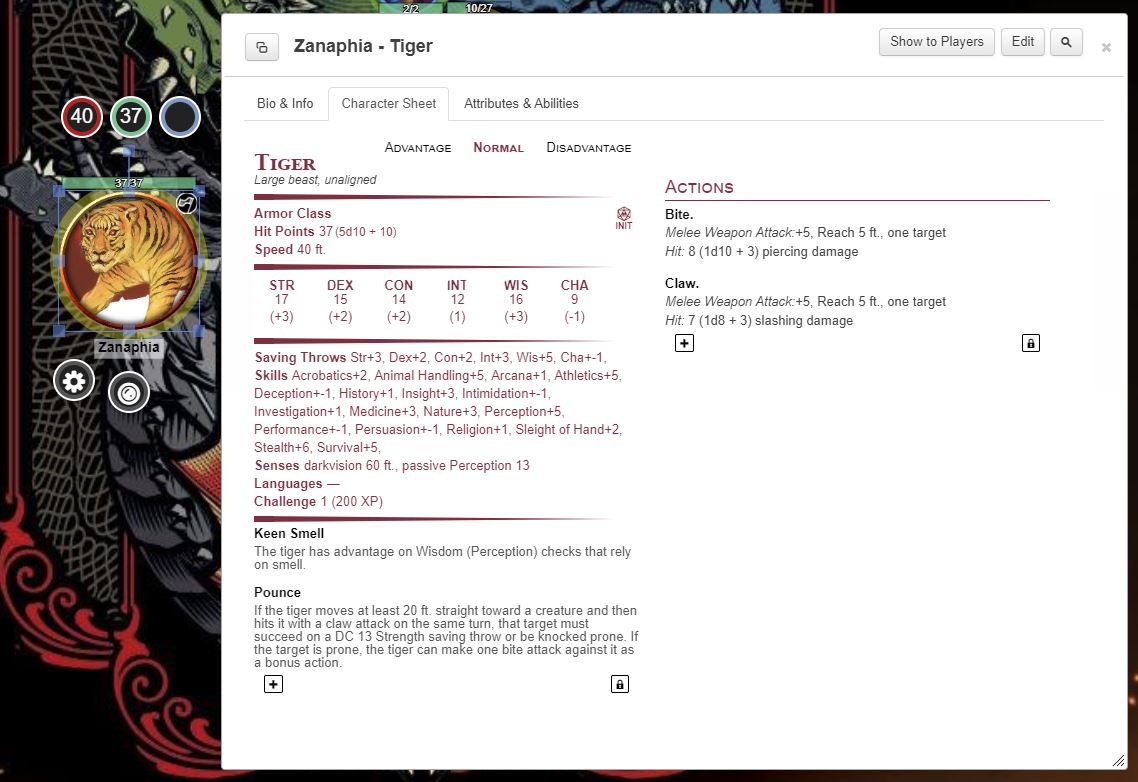 2/2 10/27
Zanaphia - Tiger
Show to Players Edit
Bio & Info Character Sheet Attributes & Abilities
40 37
37/37
Zanaphia
Advantage Normal Disadvantage
Tiger
Large beast, unaligned
Armor Class
Hit Points 37 (5d10 + 10)
Speed 40 ft.
INIT
STR DEX CON INT WIS CHA
17 15 14 12 16 9
(+3) (+2) (+2) (1) (+3) (-1)
Saving Throws Str+3, Dex+2, Con+2, Int+3, Wis+5, Cha+-1,
Skills Acrobatics+2, Animal Handling+5, Arcana+1, Athletics+5,
Deception+-1, History+1, Insight+3, Intimidation+-1,
Investigation+1, Medicine+3, Nature+3, Perception+5,
Performance+-1, Persuasion+-1, Religion+1, Sleight of Hand+2,
Stealth+6, Survival+5,
Senses darkvision 60 ft., passive Perception 13
Languages —
Challenge 1 (200 XP)
Keen Smell
The tiger has advantage on Wisdom (Perception) checks that rely
on smell.
Pounce
If the tiger moves at least 20 ft. straight toward a creature and then
hits it with a claw attack on the same turn, that target must
succeed on a DC 13 Strength saving throw or be knocked prone. If
the target is prone, the tiger can make one bite attack against it as
a bonus action.
Actions
Bite.
Melee Weapon Attack:+5, Reach 5 ft., one target
Hit: 8 (1d10 + 3) piercing damage
Claw.
Melee Weapon Attack:+5, Reach 5 ft., one target
Hit: 7 (1d8 + 3) slashing damage